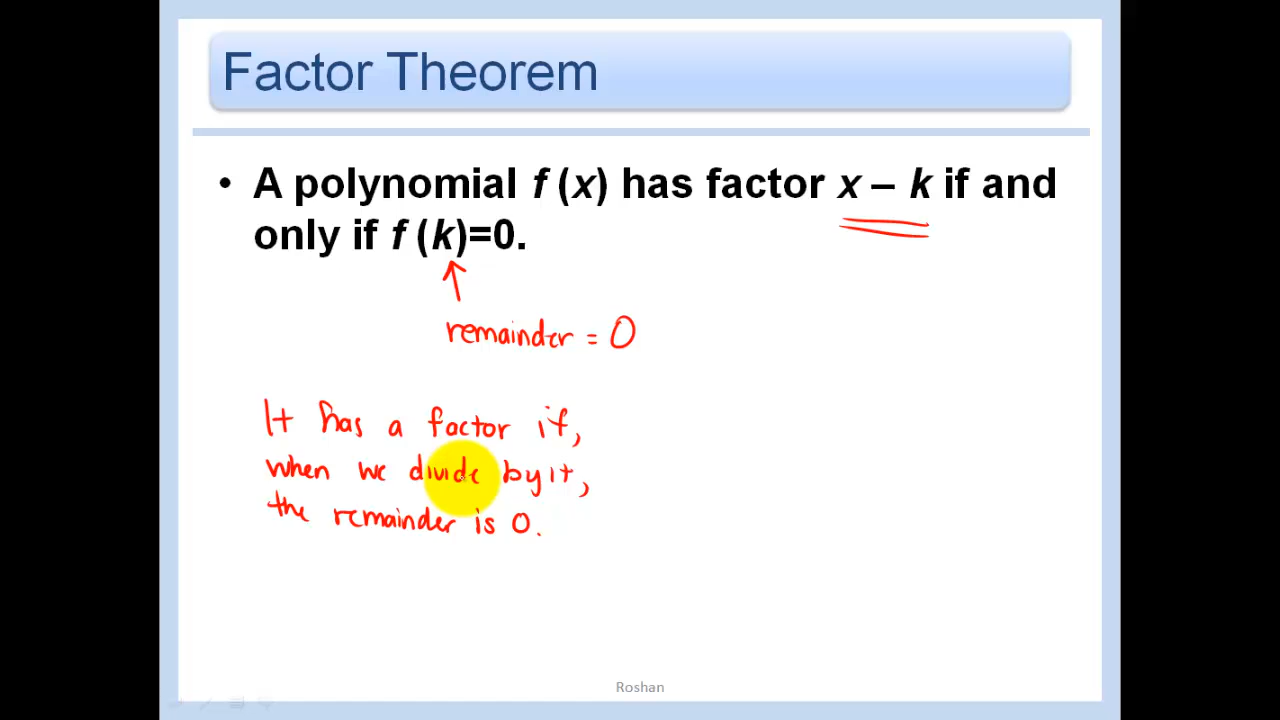 Factor Theorem
• A polynomial f (x) has factor x – k if and
only if f (k)=0.
remainder = 0
It has a factor if,
when we divide by it,
the remainder is 0.
Roshan